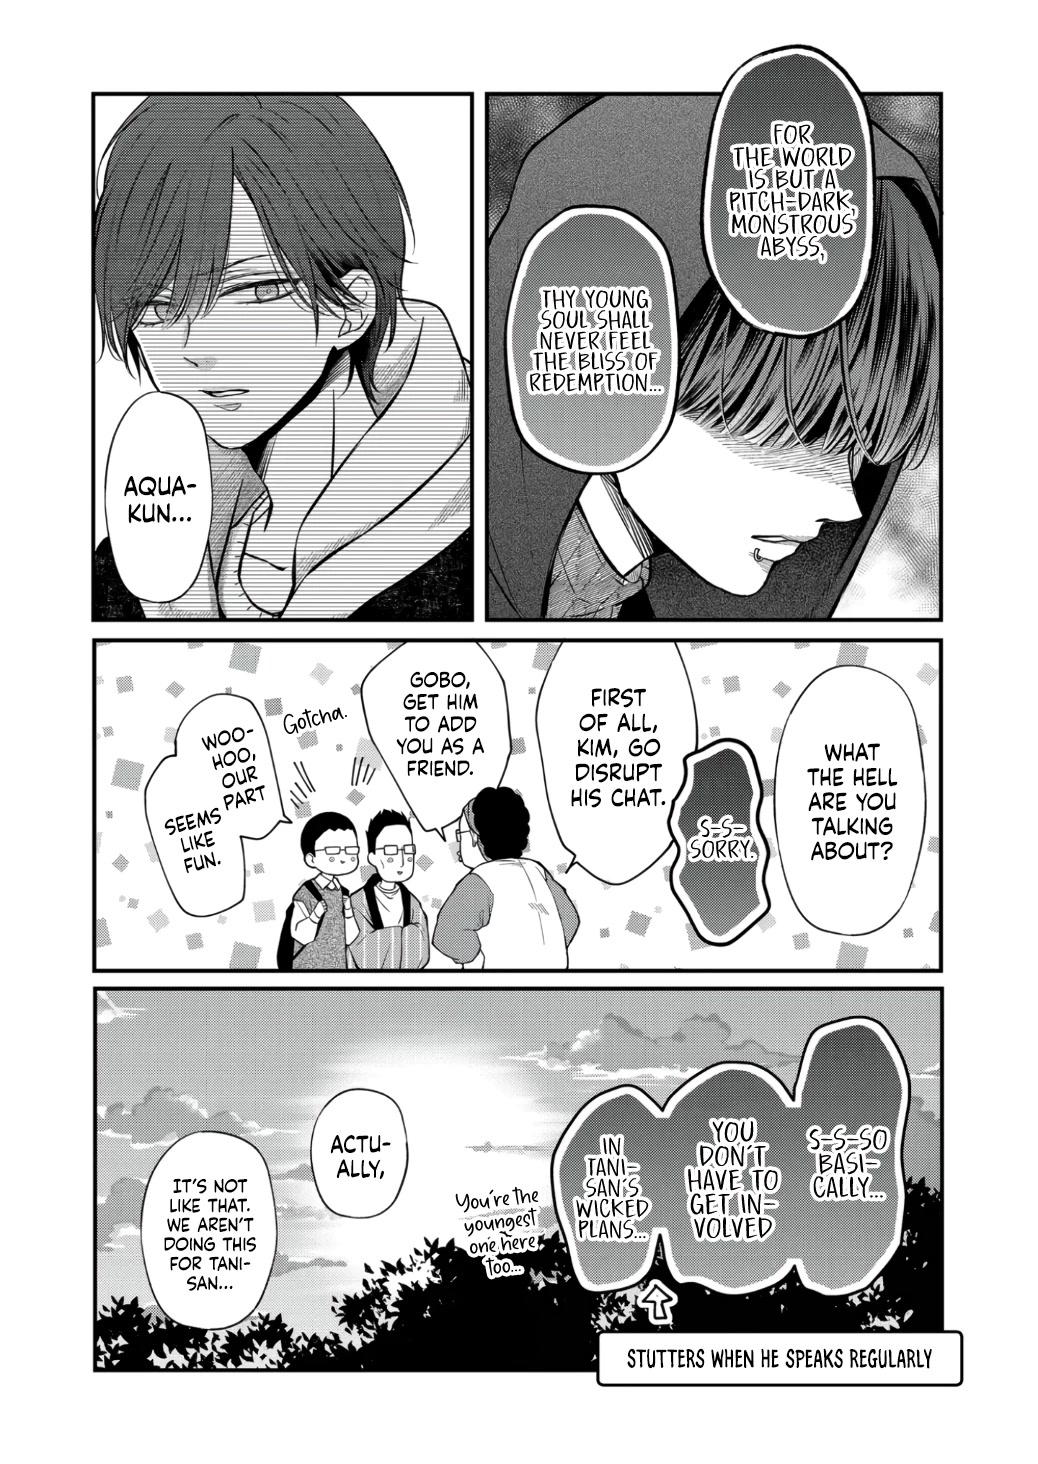 FOR
THE WORLD
IS BUT A
PITCH-DARK,
MONSTROUS
ABYSS,
THY YOUNG
SOUL SHALL
NEVER FEEL
THE BLISS OF
REDEMPTION...
AQUA-
KUN...
WHAT
THE HELL
ARE YOU
TALKING
ABOUT?
S-S-
SORRY.
FIRST
OF ALL,
KIM, GO
DISRUPT
HIS CHAT.
GOBO,
GET HIM
TO ADD
YOU AS A
FRIEND.
Gotcha.
WOO-
HOO,
OUR
PART
SEEMS
LIKE
FUN.
S-S-SO
BASI-
CALLY...
YOU
DON'T
HAVE TO
GET IN-
VOLVED
IN
TANI-
SAN'S
WICKED
PLANS...
STUTTERS WHEN HE SPEAKS REGULARLY
You're the
youngest
one here
too...
ACTU-
ALLY,
IT'S NOT
LIKE THAT.
WE AREN'T
DOING THIS
FOR TANI-
SAN...